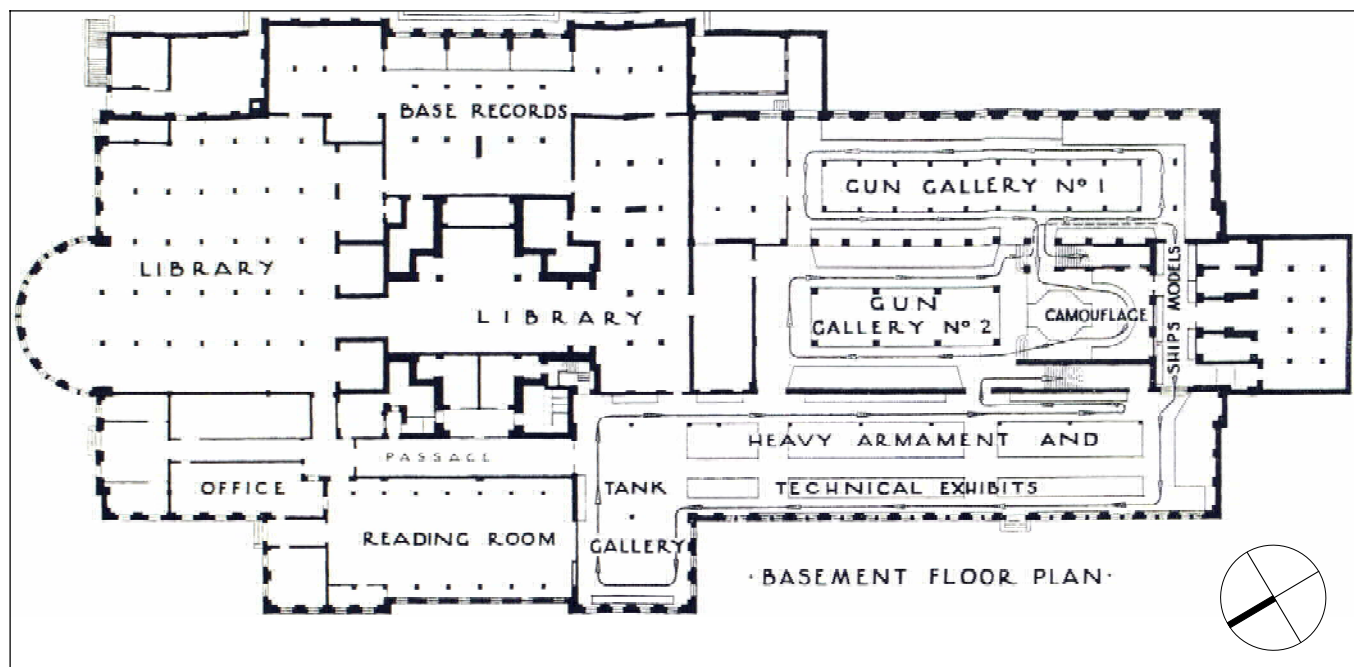 BASE RECORDS
GUN GALLERY Nº 1
LIBRARY
LIBRARY
GUN
GALLERY Nº 2
CAMOUFLAGE
SHIPS MODELS
HEAVY ARMAMENT AND
PASSAGE
OFFICE
TANK
TECHNICAL EXHIBITS
READING ROOM
GALLERY
·BASEMENT FLOOR PLAN·